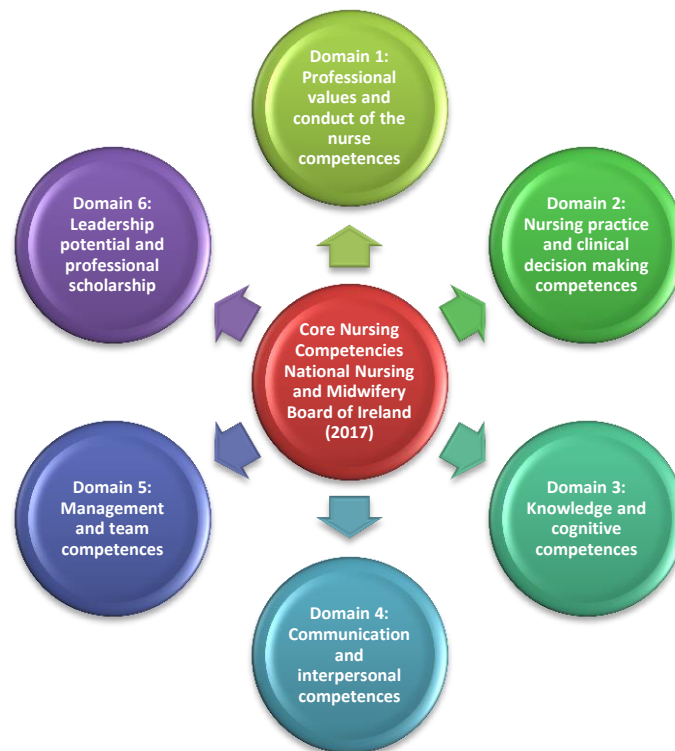 Domain 1:
Professional
values and
conduct of the
nurse
competences
Domain 2:
Nursing practice
and clinical
decision making
competences
Domain 3:
Knowledge and
cognitive
competences
Domain 4:
Communication
and
interpersonal
competences
Domain 5:
Management
and team
competences
Domain 6:
Leadership
potential and
professional
scholarship
Core Nursing
Competencies
National Nursing
and Midwifery
Board of Ireland
(2017)